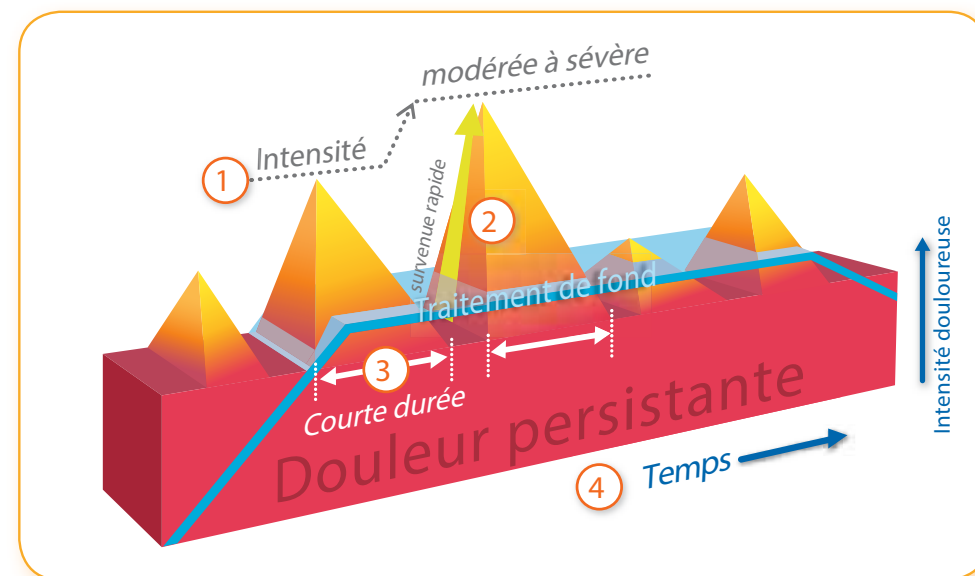 modérée à sévère
Intensité
1
survenue rapide
2
Traitement de fond
3
Courte durée
Douleur persistante
4
Temps
Intensité douloureuse